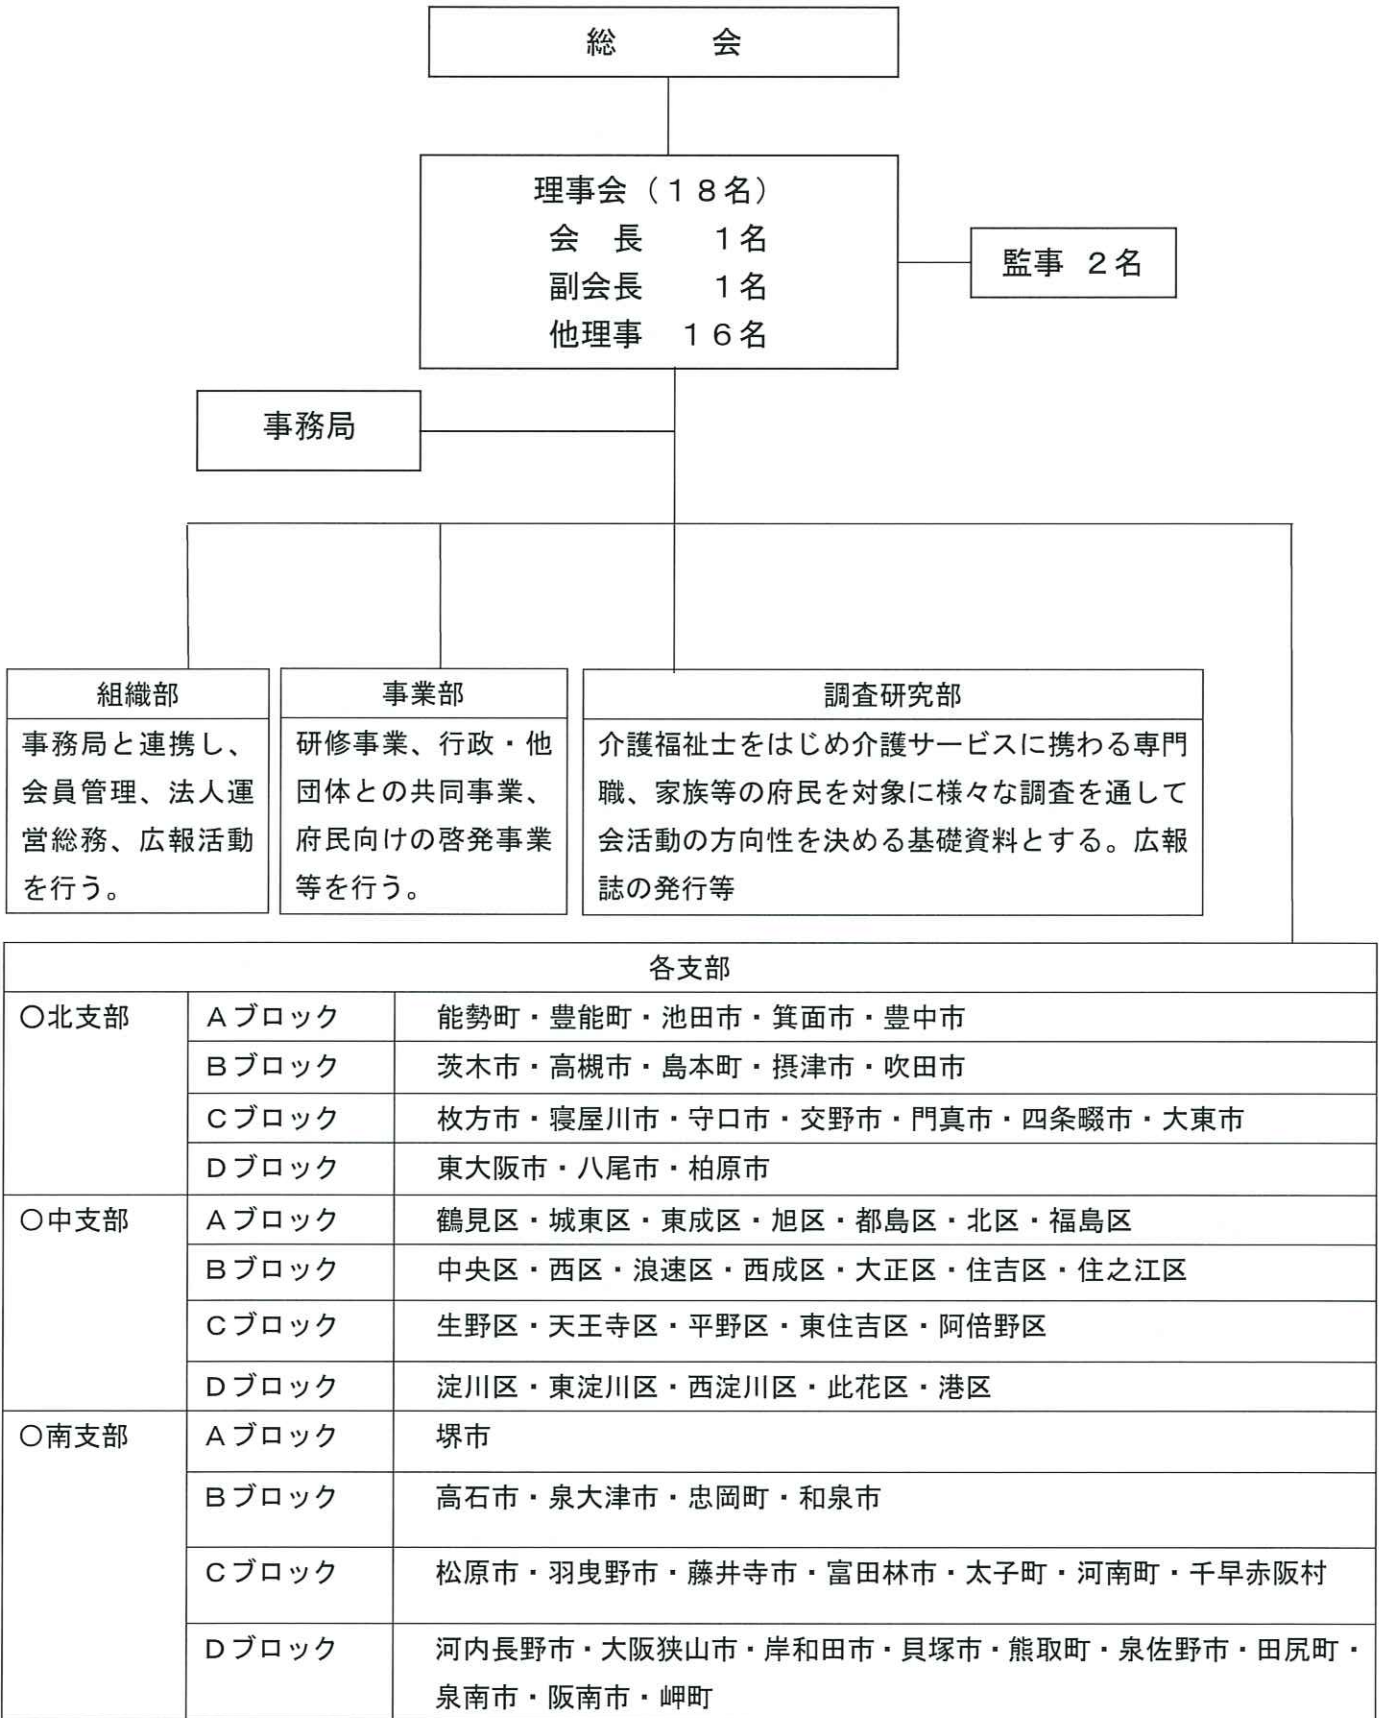 総　　会
理事会（１８名）
会　長　　１名
副会長　　１名
他理事　１６名
監事　２名
事務局
組織部
事務局と連携し、
会員管理、法人運
営総務、広報活動
を行う。
事業部
研修事業、行政・他
団体との共同事業、
府民向けの啓発事業
等を行う。
調査研究部
介護福祉士をはじめ介護サービスに携わる専門
職、家族等の府民を対象に様々な調査を通して
会活動の方向性を決める基礎資料とする。広報
誌の発行等
各支部
〇北支部　Ａブロック　能勢町・豊能町・池田市・箕面市・豊中市
Ｂブロック　茨木市・高槻市・島本町・摂津市・吹田市
Ｃブロック　枚方市・寝屋川市・守口市・交野市・門真市・四条畷市・大東市
Ｄブロック　東大阪市・八尾市・柏原市
〇中支部　Ａブロック　鶴見区・城東区・東成区・旭区・都島区・北区・福島区
Ｂブロック　中央区・西区・浪速区・西成区・大正区・住吉区・住之江区
Ｃブロック　生野区・天王寺区・平野区・東住吉区・阿倍野区
Ｄブロック　淀川区・東淀川区・西淀川区・此花区・港区
〇南支部　Ａブロック　堺市
Ｂブロック　高石市・泉大津市・忠岡町・和泉市
Ｃブロック　松原市・羽曳野市・藤井寺市・富田林市・太子町・河南町・千早赤阪村
Ｄブロック　河内長野市・大阪狭山市・岸和田市・貝塚市・熊取町・泉佐野市・田尻町・
泉南市・阪南市・岬町